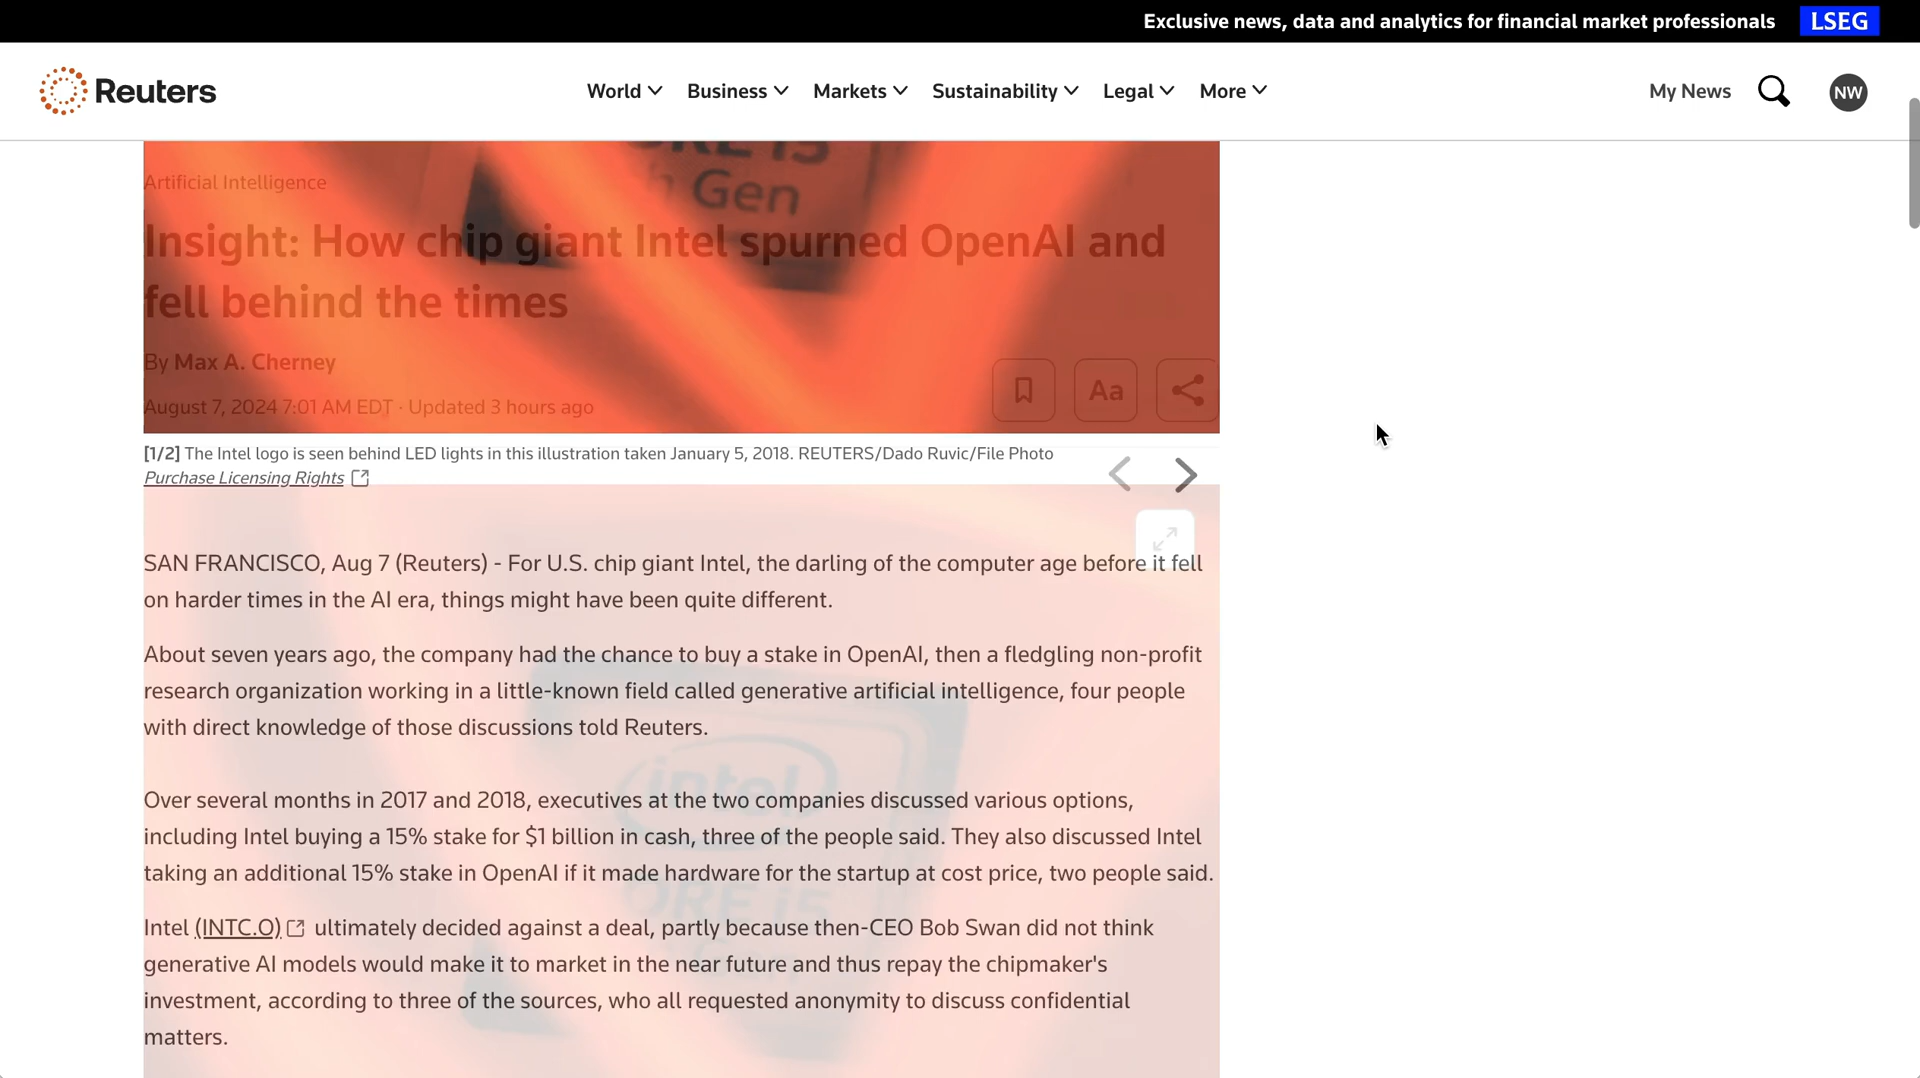 Exclusive news, data and analytics for financial market professionals LSEG
Reuters World Business Markets Sustainability Legal More My News NW
ORE i5
h Gen
Artificial Intelligence
Insight: How chip giant Intel spurned OpenAI and
fell behind the times
By Max A. Cherney
August 7, 2024 7:01 AM EDT · Updated 3 hours ago
Aa
[1/2] The Intel logo is seen behind LED lights in this illustration taken January 5, 2018. REUTERS/Dado Ruvic/File Photo
Purchase Licensing Rights
SAN FRANCISCO, Aug 7 (Reuters) - For U.S. chip giant Intel, the darling of the computer age before it fell
on harder times in the AI era, things might have been quite different.
About seven years ago, the company had the chance to buy a stake in OpenAI, then a fledgling non-profit
research organization working in a little-known field called generative artificial intelligence, four people
with direct knowledge of those discussions told Reuters.
intel
Over several months in 2017 and 2018, executives at the two companies discussed various options,
including Intel buying a 15% stake for $1 billion in cash, three of the people said. They also discussed Intel
taking an additional 15% stake in OpenAI if it made hardware for the startup at cost price, two people said.
ORE i5
Intel (INTC.O) ultimately decided against a deal, partly because then-CEO Bob Swan did not think
generative AI models would make it to market in the near future and thus repay the chipmaker's
investment, according to three of the sources, who all requested anonymity to discuss confidential
matters.